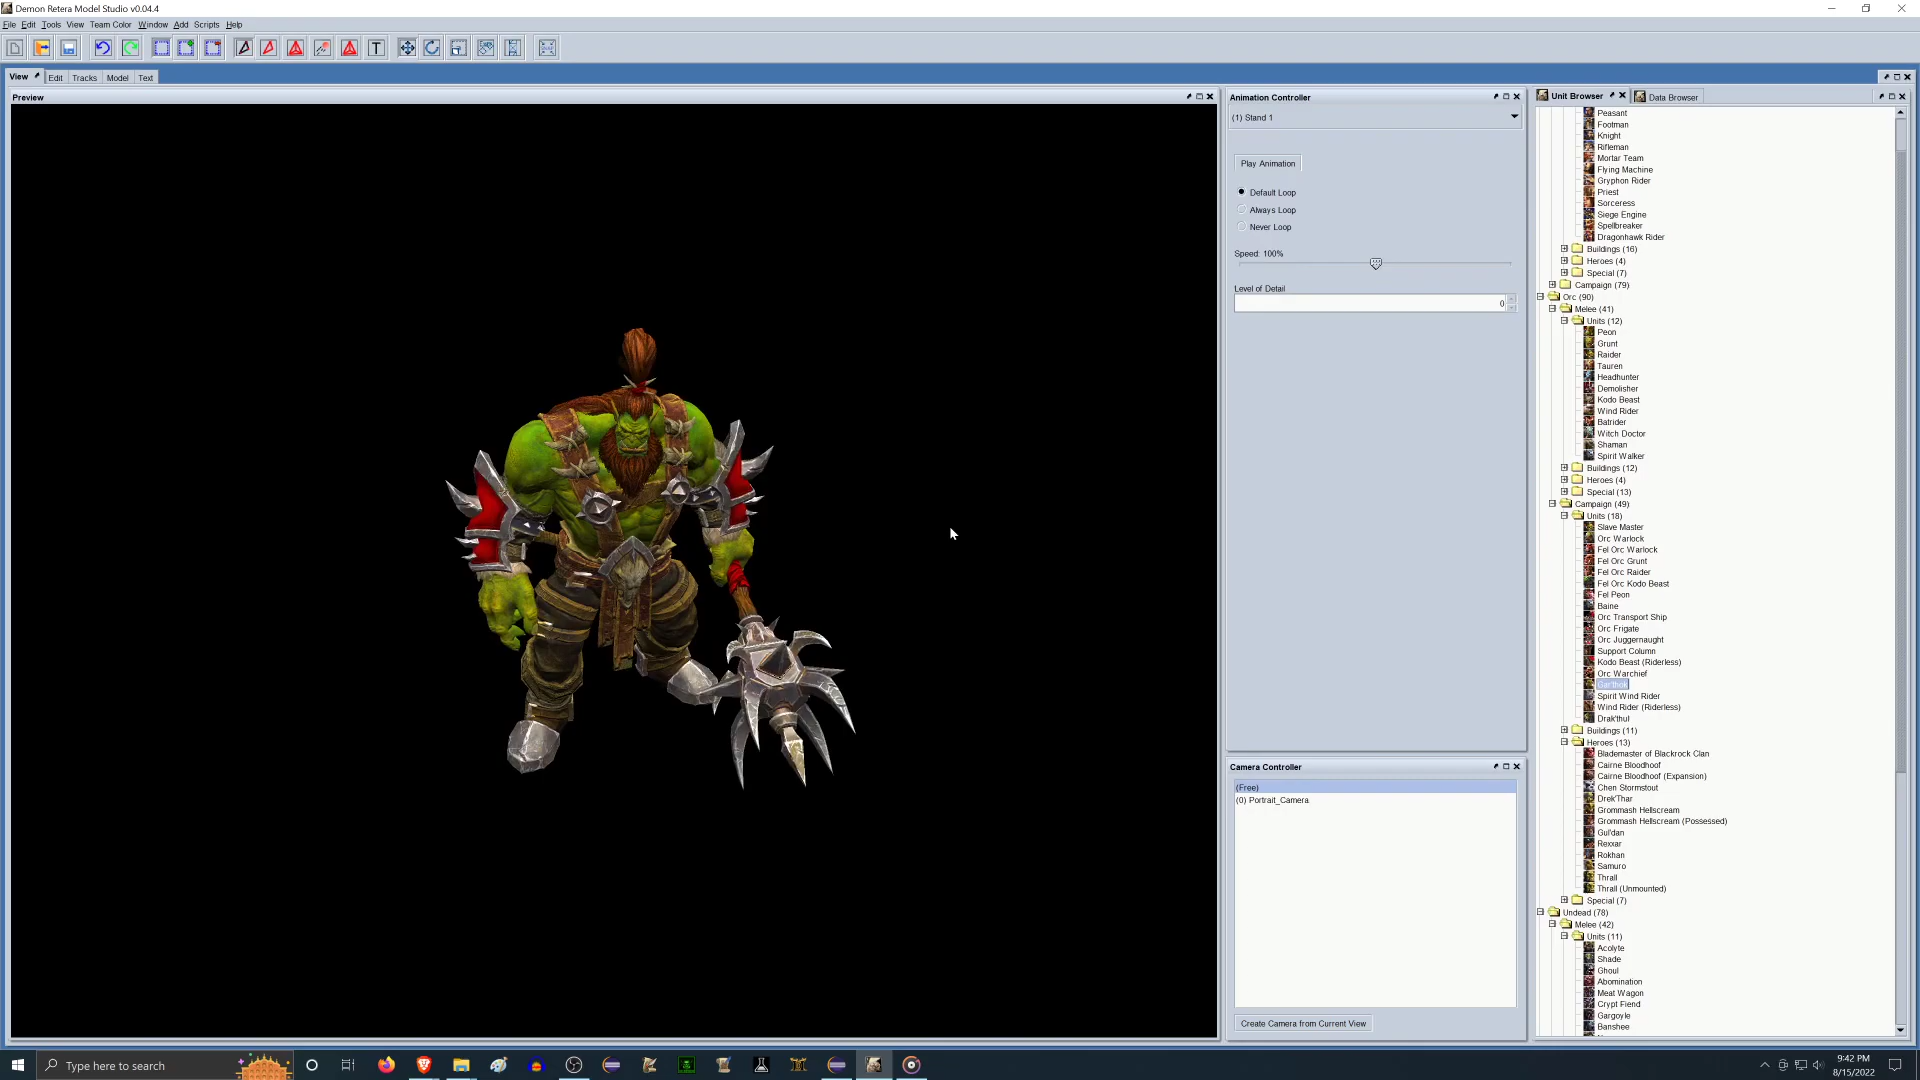 Demon Retera Model Studio v0.04.4
File Edit Tools View Team Color Window Add Scripts Help
T
View Edit Tracks Model Text
Preview
Animation Controller
(1) Stand 1
Play Animation
Default Loop
Always Loop
Never Loop
Speed: 100%
Level of Detail
0
Camera Controller
(Free)
(0) Portrait_Camera
Create Camera from Current View
Unit Browser
Data Browser
Peasant
Footman
Knight
Rifleman
Mortar Team
Flying Machine
Gryphon Rider
Priest
Sorceress
Siege Engine
Spellbreaker
Dragonhawk Rider
Buildings (16)
Heroes (4)
Special (7)
Campaign (79)
Orc (90)
Melee (41)
Units (12)
Peon
Grunt
Raider
Tauren
Headhunter
Demolisher
Kodo Beast
Wind Rider
Batrider
Witch Doctor
Shaman
Spirit Walker
Buildings (12)
Heroes (4)
Special (13)
Campaign (49)
Units (18)
Slave Master
Orc Warlock
Fel Orc Warlock
Fel Orc Grunt
Fel Orc Raider
Fel Orc Kodo Beast
Fel Peon
Baine
Orc Transport Ship
Orc Frigate
Orc Juggernaught
Support Column
Kodo Beast (Riderless)
Orc Warchief
Gar'thok
Spirit Wind Rider
Wind Rider (Riderless)
Drak'thul
Buildings (11)
Heroes (13)
Blademaster of Blackrock Clan
Cairne Bloodhoof
Cairne Bloodhoof (Expansion)
Chen Stormstout
Drek'Thar
Grommash Hellscream
Grommash Hellscream (Possessed)
Gul'dan
Rexxar
Rokhan
Samuro
Thrall
Thrall (Unmounted)
Special (7)
Undead (78)
Melee (42)
Units (11)
Acolyte
Shade
Ghoul
Abomination
Meat Wagon
Crypt Fiend
Gargoyle
Banshee
Type here to search
9:42 PM
8/15/2022